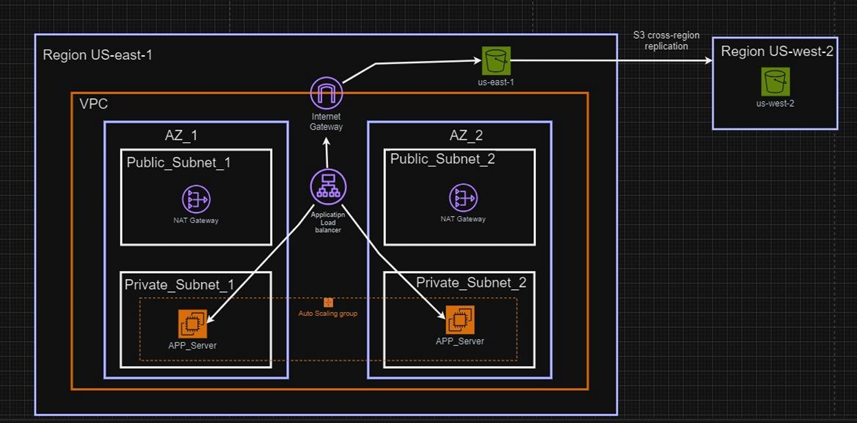 S3 cross-region
replication
Region US-east-1
Region US-west-2
us-east-1
us-west-2
VPC
Internet
Gateway
AZ_1
AZ_2
Public_Subnet_1
Public_Subnet_2
NAT Gateway
NAT Gateway
Application
Load
balancer
Private_Subnet_1
Private_Subnet_2
Auto Scaling group
APP_Server
APP_Server